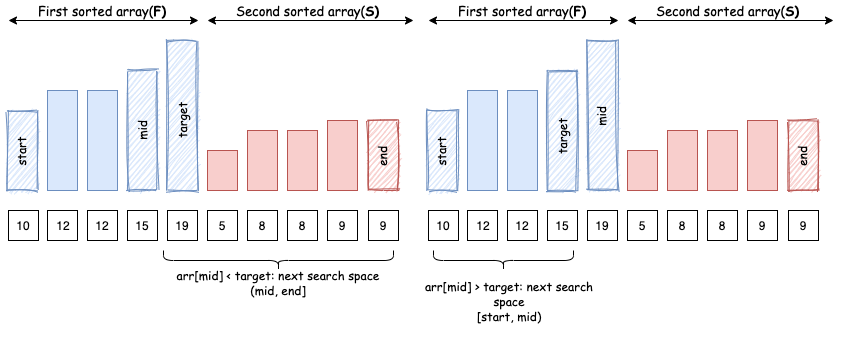 First sorted array(F)
Second sorted array(S)
First sorted array(F)
Second sorted array(S)
start
mid
target
end
start
target
mid
end
10 12 12 15 19 5 8 8 9 9
10 12 12 15 19 5 8 8 9 9
arr[mid] < target: next search space
(mid, end]
arr[mid] > target: next search
space
[start, mid)